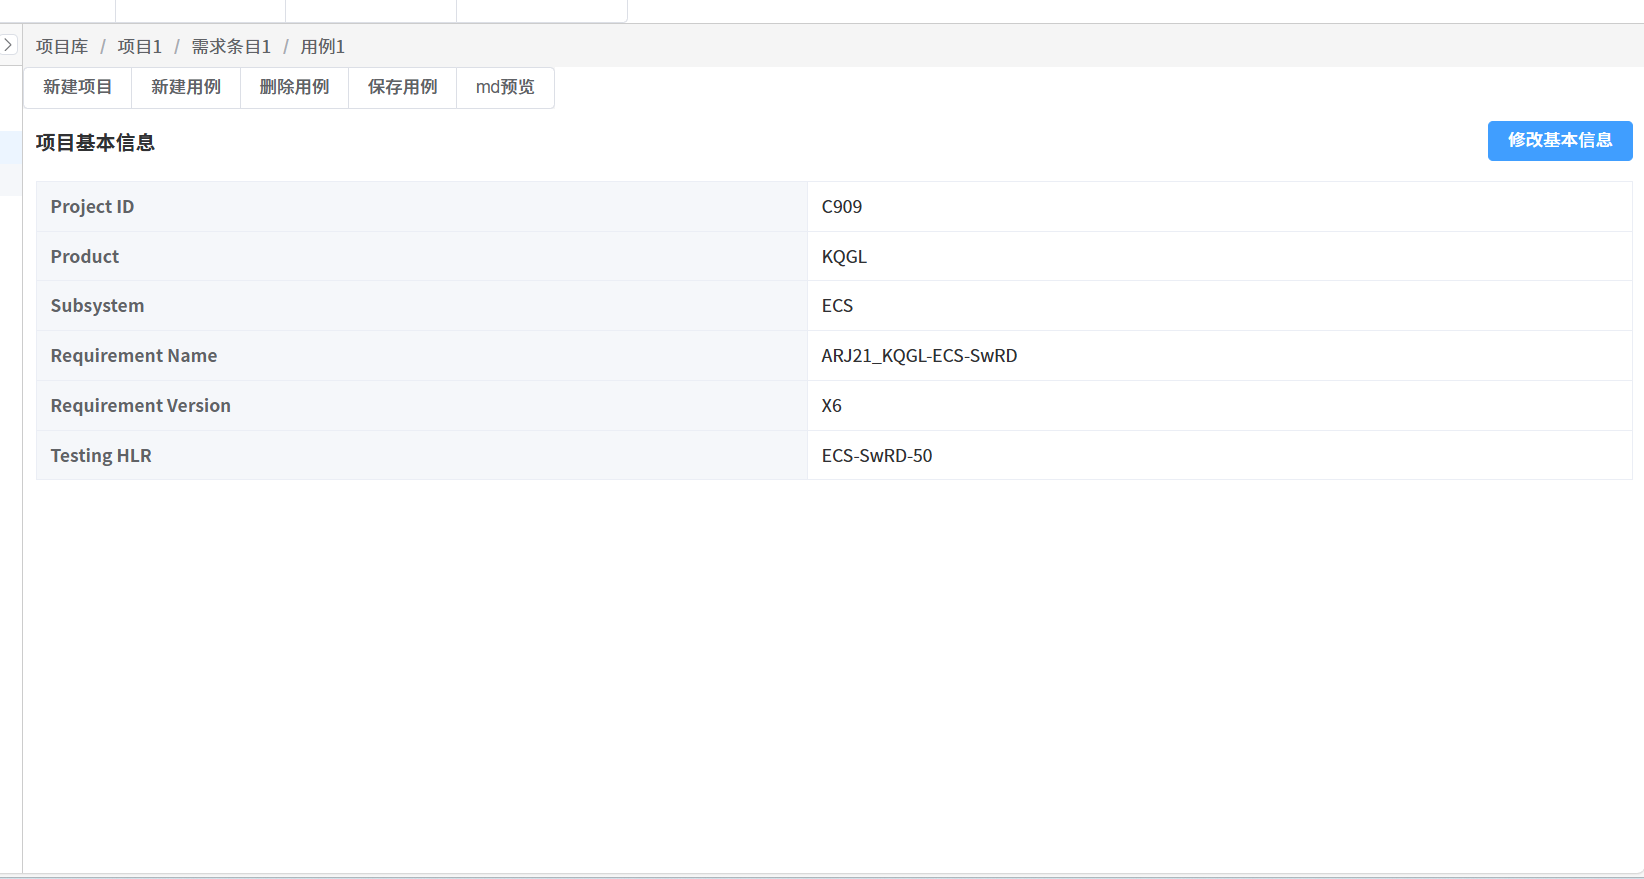 项目库 / 项目1 / 需求条目1 / 用例1
新建项目 新建用例 删除用例 保存用例 md预览
项目基本信息 修改基本信息
Project ID C909
Product KQGL
Subsystem ECS
Requirement Name ARJ21_KQGL-ECS-SwRD
Requirement Version X6
Testing HLR ECS-SwRD-50